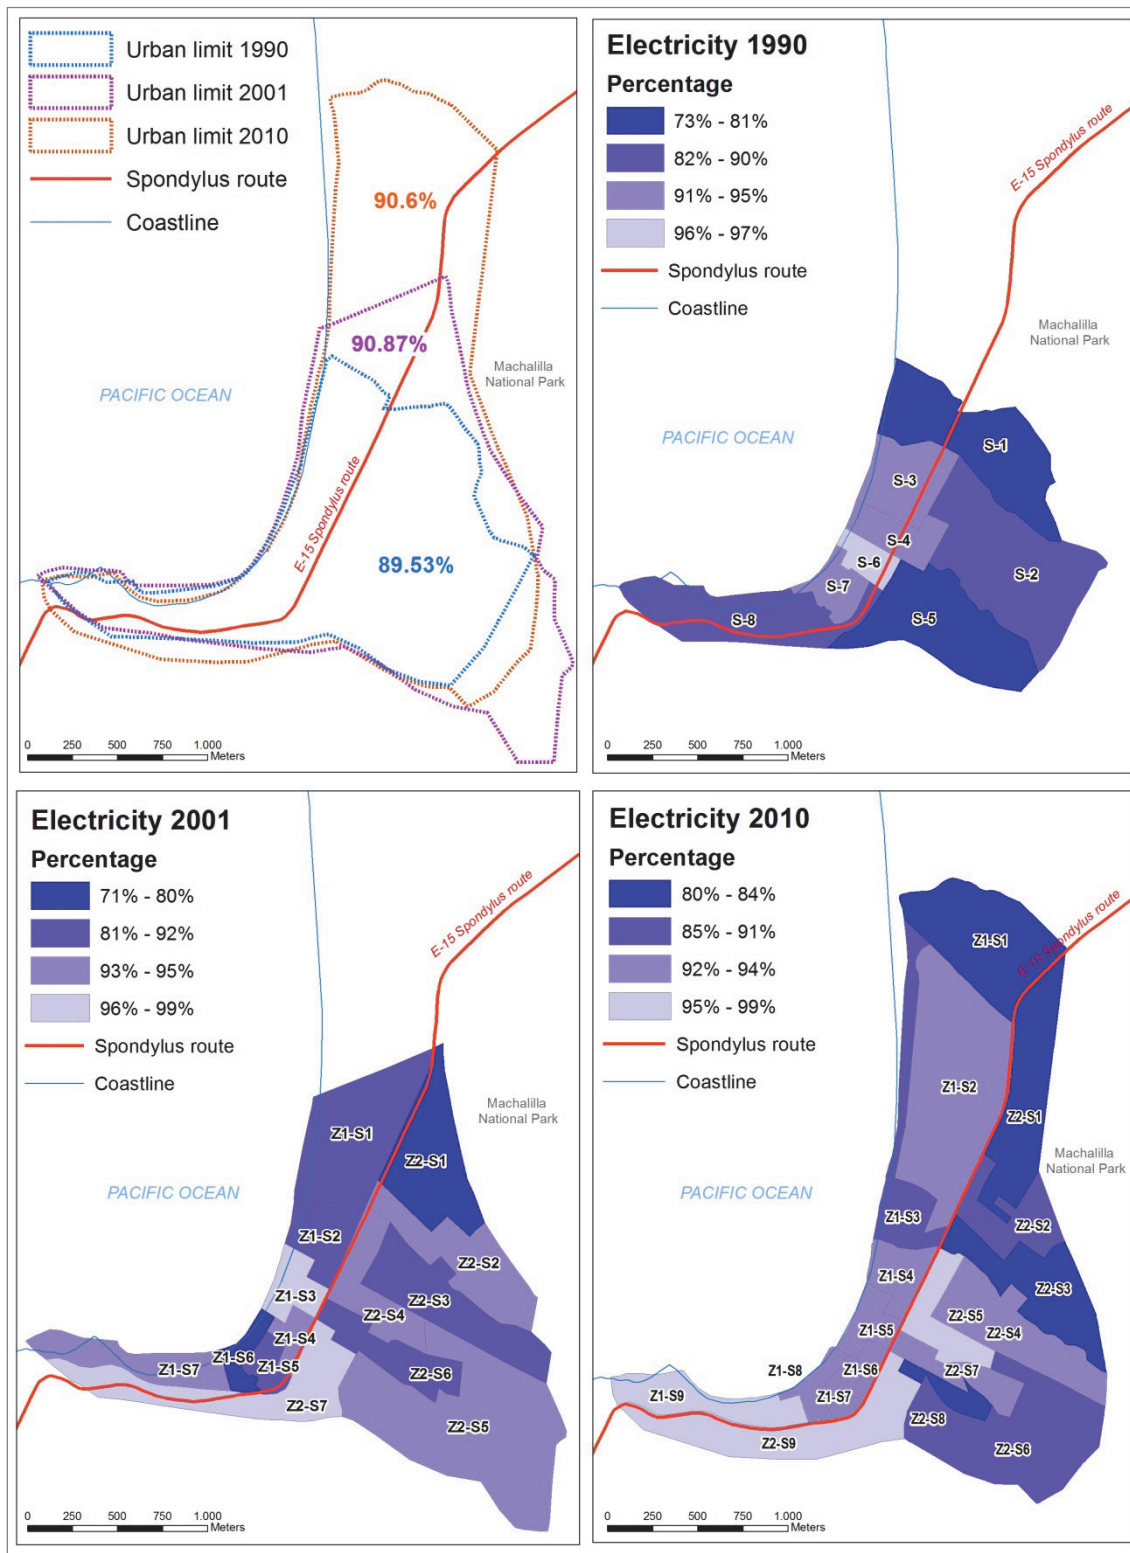 Urban limit 1990
Urban limit 2001
Urban limit 2010
Spondylus route
Coastline
90.6%
90.87%
Machalilla
National Park
PACIFIC OCEAN
E-15 Spondylus route
89.53%
0 250 500 750 1.000
Meters
Electricity 1990
Percentage
73% - 81%
82% - 90%
91% - 95%
96% - 97%
Spondylus route
Coastline
E-15 Spondylus route
Machalilla
National Park
PACIFIC OCEAN
S-1
S-3
S-4
S-6
S-2
S-7
S-8
S-5
0 250 500 750 1.000
Meters
Electricity 2001
Percentage
71% - 80%
81% - 92%
93% - 95%
96% - 99%
Spondylus route
Coastline
E-15 Spondylus route
Machalilla
National Park
PACIFIC OCEAN
Z1-S1
Z2-S1
Z1-S2
Z2-S2
Z1-S3
Z2-S3
Z2-S4
Z1-S4
Z1-S6
Z1-S5
Z1-S7
Z2-S6
Z2-S7
Z2-S5
0 250 500 750 1.000
Meters
Electricity 2010
Percentage
80% - 84%
85% - 91%
92% - 94%
95% - 99%
Spondylus route
Coastline
E-15 Spondylus route
Z1-S1
Z1-S2
Z2-S1
Machalilla
National Park
PACIFIC OCEAN
Z1-S3
Z2-S2
Z1-S4
Z2-S3
Z2-S5
Z1-S5
Z2-S4
Z1-S8
Z1-S6
Z2-S7
Z1-S9
Z1-S7
Z2-S8
Z2-S9
Z2-S6
0 250 500 750 1.000
Meters